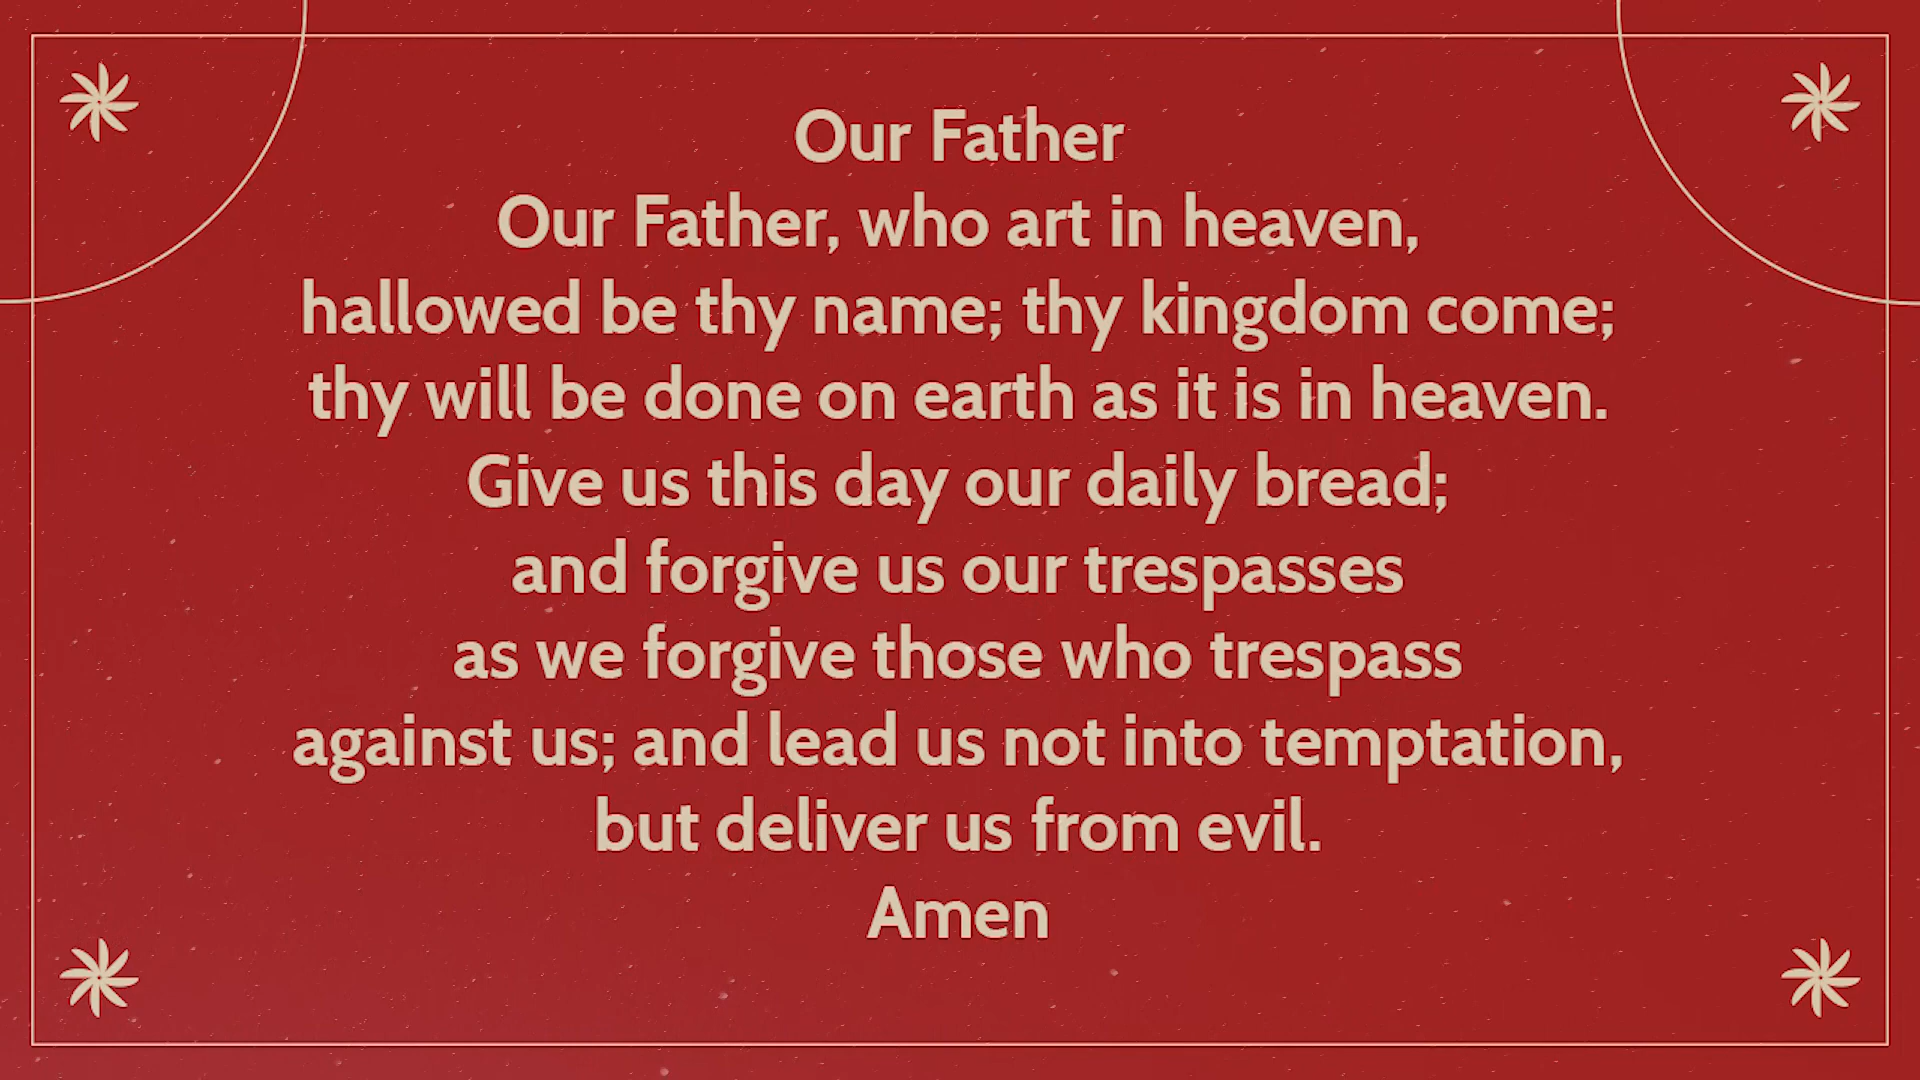 Our Father
Our Father, who art in heaven,
hallowed be thy name; thy kingdom come;
thy will be done on earth as it is in heaven.
Give us this day our daily bread;
and forgive us our trespasses
as we forgive those who trespass
against us; and lead us not into temptation,
but deliver us from evil.
Amen